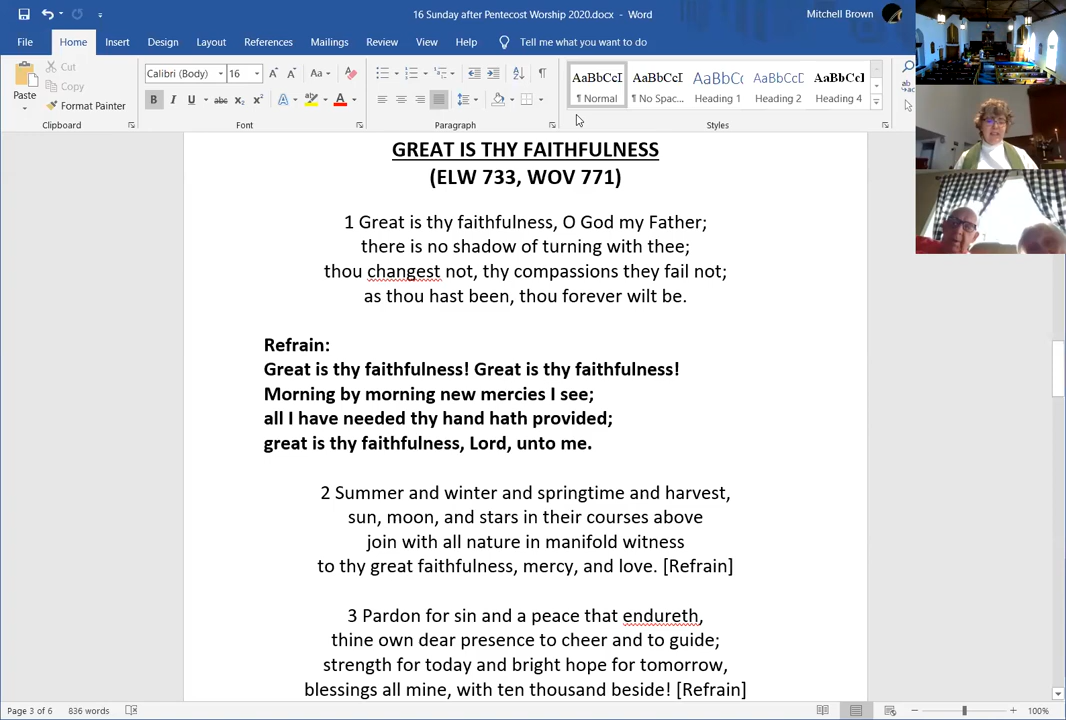 16 Sunday after Pentecost Worship 2020.docx - Word
Mitchell Brown
File Home Insert Design Layout References Mailings Review View Help Tell me what you want to do
Paste
Cut
Copy
Format Painter
Clipboard
Calibri (Body) 16 A A Aa A
B I U abc x₂ x² A A
Font
Paragraph
AaBbCcI AaBbCcI AaBbC( AaBbCcD AaBbCcI
¶ Normal ¶ No Spac... Heading 1 Heading 2 Heading 4
Styles
GREAT IS THY FAITHFULNESS
(ELW 733, WOV 771)
1 Great is thy faithfulness, O God my Father;
there is no shadow of turning with thee;
thou changest not, thy compassions they fail not;
as thou hast been, thou forever wilt be.
Refrain:
Great is thy faithfulness! Great is thy faithfulness!
Morning by morning new mercies I see;
all I have needed thy hand hath provided;
great is thy faithfulness, Lord, unto me.
2 Summer and winter and springtime and harvest,
sun, moon, and stars in their courses above
join with all nature in manifold witness
to thy great faithfulness, mercy, and love. [Refrain]
3 Pardon for sin and a peace that endureth,
thine own dear presence to cheer and to guide;
strength for today and bright hope for tomorrow,
blessings all mine, with ten thousand beside! [Refrain]
Page 3 of 6 836 words
100%